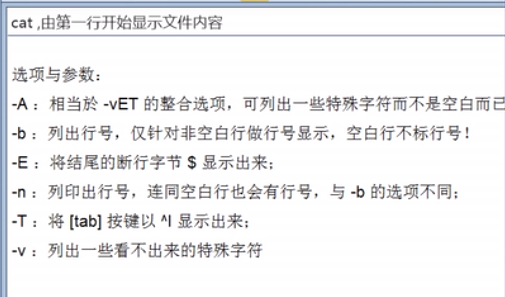 cat ,由第一行开始显示文件内容
选项与参数：
-A ：相当於 -vET 的整合选项，可列出一些特殊字符而不是空白而已
-b ：列出行号，仅针对非空白行做行号显示，空白行不标行号！
-E ：将结尾的断行字节 $ 显示出来；
-n ：列印出行号，连同空白行也会有行号，与 -b 的选项不同；
-T ：将 [tab] 按键以 ^I 显示出来；
-v ：列出一些看不出来的特殊字符